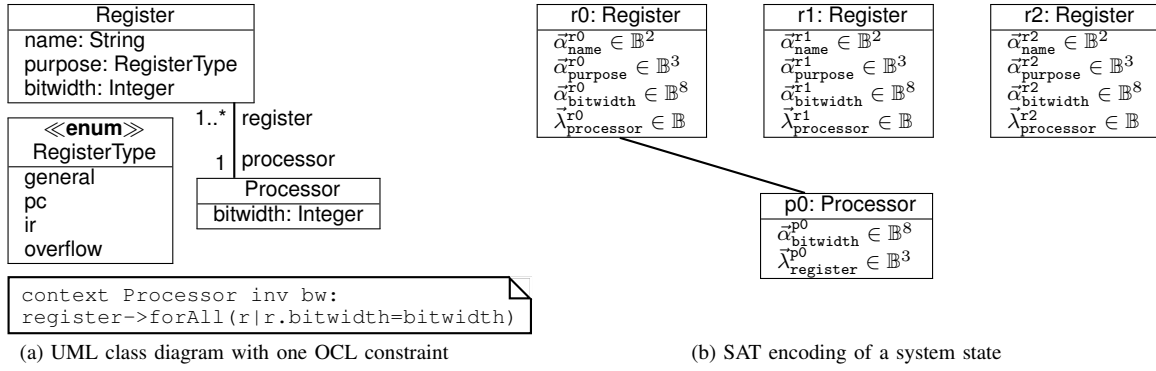 Register
name: String
purpose: RegisterType
bitwidth: Integer
1..* register
1 processor
≪enum≫
RegisterType
general
pc
ir
overflow
Processor
bitwidth: Integer
context Processor inv bw:
register->forAll(r|r.bitwidth=bitwidth)
(a) UML class diagram with one OCL constraint
r0: Register
α⃗^r0_name ∈ 𝔹^2
α⃗^r0_purpose ∈ 𝔹^3
α⃗^r0_bitwidth ∈ 𝔹^8
λ⃗^r0_processor ∈ 𝔹
r1: Register
α⃗^r1_name ∈ 𝔹^2
α⃗^r1_purpose ∈ 𝔹^3
α⃗^r1_bitwidth ∈ 𝔹^8
λ⃗^r1_processor ∈ 𝔹
r2: Register
α⃗^r2_name ∈ 𝔹^2
α⃗^r2_purpose ∈ 𝔹^3
α⃗^r2_bitwidth ∈ 𝔹^8
λ⃗^r2_processor ∈ 𝔹
p0: Processor
α⃗^p0_bitwidth ∈ 𝔹^8
λ⃗^p0_register ∈ 𝔹^3
(b) SAT encoding of a system state